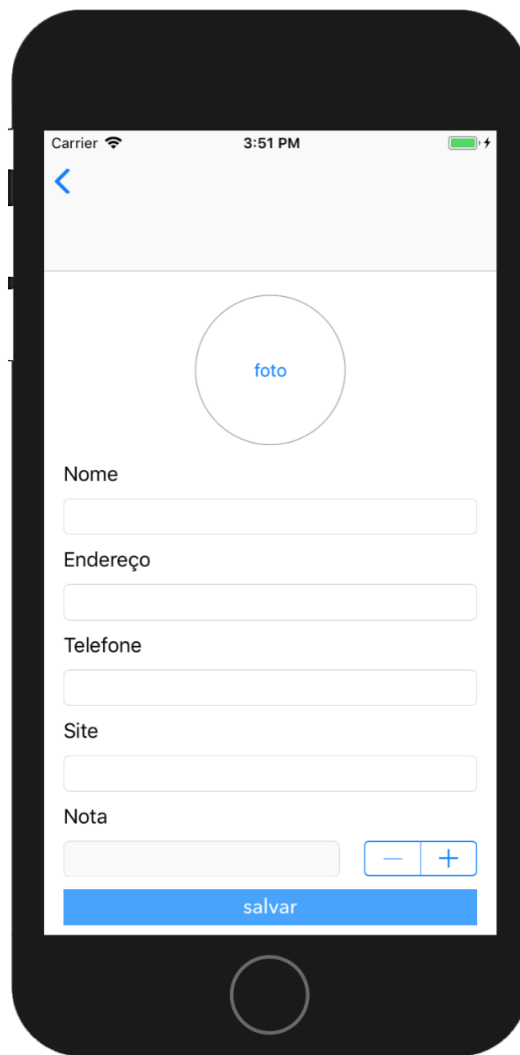 Carrier 3:51 PM
foto
Nome
Endereço
Telefone
Site
Nota
salvar